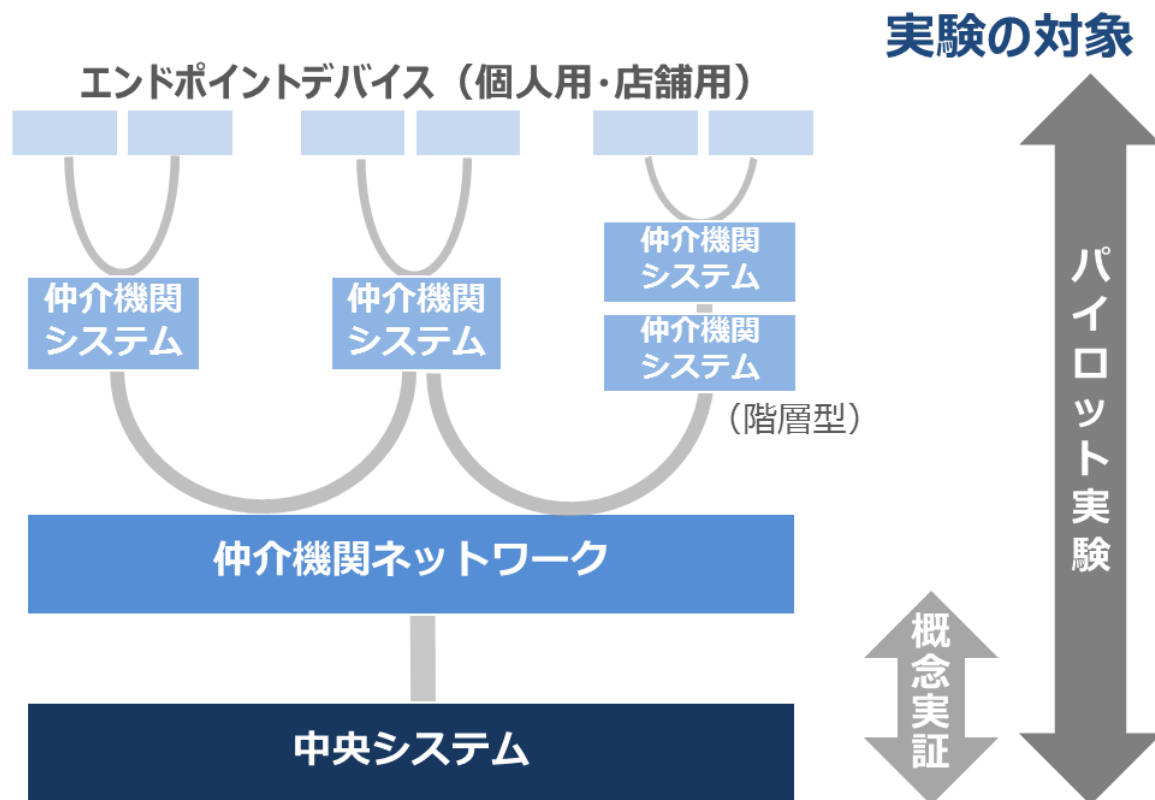 実験の対象
エンドポイントデバイス（個人用・店舗用）
仲介機関
システム
仲介機関
システム
仲介機関
システム
仲介機関
システム
（階層型）
仲介機関ネットワーク
中央システム
概念実証
パイロット実験